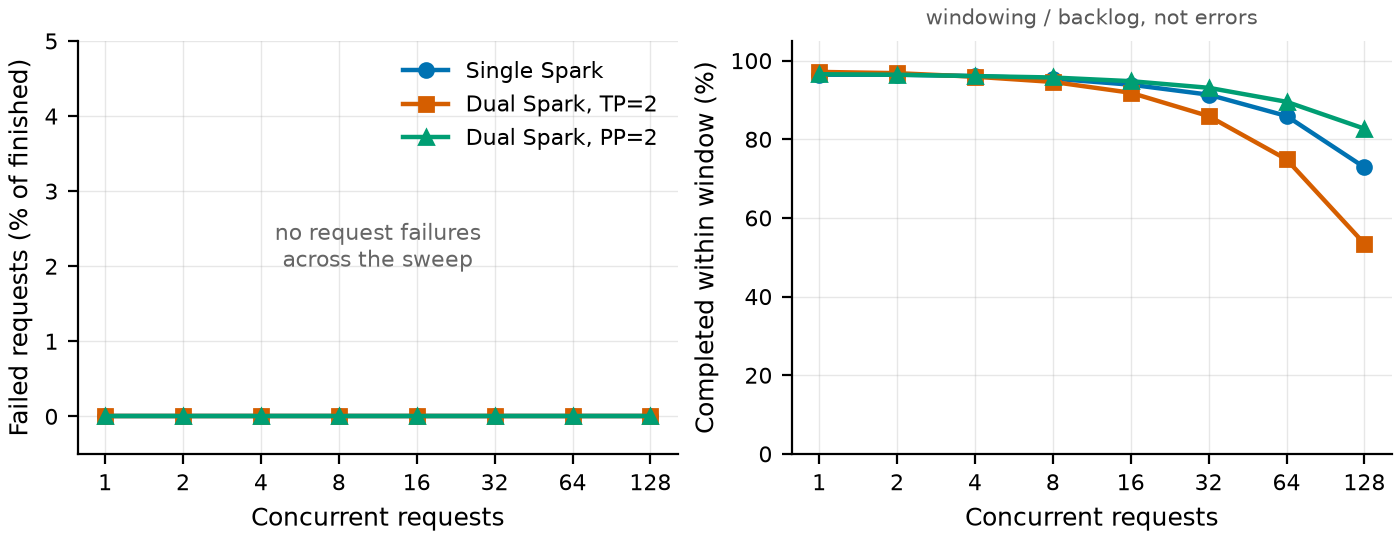 Failed requests (% of finished)
5
4
3
2
1
0
Single Spark
Dual Spark, TP=2
Dual Spark, PP=2
no request failures
across the sweep
1 2 4 8 16 32 64 128
Concurrent requests
windowing / backlog, not errors
Completed within window (%)
100
80
60
40
20
0
1 2 4 8 16 32 64 128
Concurrent requests